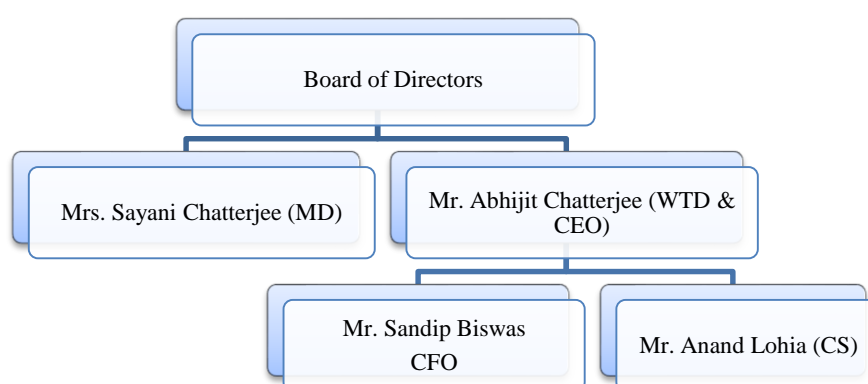 Board of Directors
Mrs. Sayani Chatterjee (MD)
Mr. Abhijit Chatterjee (WTD &
CEO)
Mr. Sandip Biswas
CFO
Mr. Anand Lohia (CS)